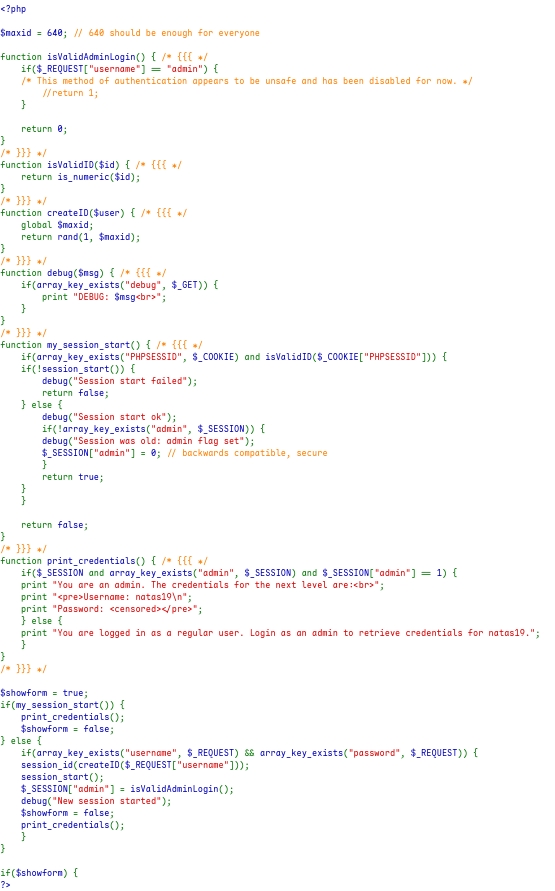 <?php

$maxid = 640; // 640 should be enough for everyone

function isValidAdminLogin() { /* {{{ */
    if($_REQUEST["username"] == "admin") {
    /* This method of authentication appears to be unsafe and has been disabled for now. */
        //return 1;
    }

    return 0;
}
/* }}} */
function isValidID($id) { /* {{{ */
    return is_numeric($id);
}
/* }}} */
function createID($user) { /* {{{ */
    global $maxid;
    return rand(1, $maxid);
}
/* }}} */
function debug($msg) { /* {{{ */
    if(array_key_exists("debug", $_GET)) {
        print "DEBUG: $msg<br>";
    }
}
/* }}} */
function my_session_start() { /* {{{ */
    if(array_key_exists("PHPSESSID", $_COOKIE) and isValidID($_COOKIE["PHPSESSID"])) {
    if(!session_start()) {
        debug("Session start failed");
        return false;
    } else {
        debug("Session start ok");
        if(!array_key_exists("admin", $_SESSION)) {
        debug("Session was old: admin flag set");
        $_SESSION["admin"] = 0; // backwards compatible, secure
        }
        return true;
    }
    }

    return false;
}
/* }}} */
function print_credentials() { /* {{{ */
    if($_SESSION and array_key_exists("admin", $_SESSION) and $_SESSION["admin"] == 1) {
    print "You are an admin. The credentials for the next level are:<br>";
    print "<pre>Username: natas19\n";
    print "Password: <censored></pre>";
    } else {
    print "You are logged in as a regular user. Login as an admin to retrieve credentials for natas19.";
    }
}
/* }}} */

$showform = true;
if(my_session_start()) {
    print_credentials();
    $showform = false;
} else {
    if(array_key_exists("username", $_REQUEST) && array_key_exists("password", $_REQUEST)) {
    session_id(createID($_REQUEST["username"]));
    session_start();
    $_SESSION["admin"] = isValidAdminLogin();
    debug("New session started");
    $showform = false;
    print_credentials();
    }
}

if($showform) {
?>